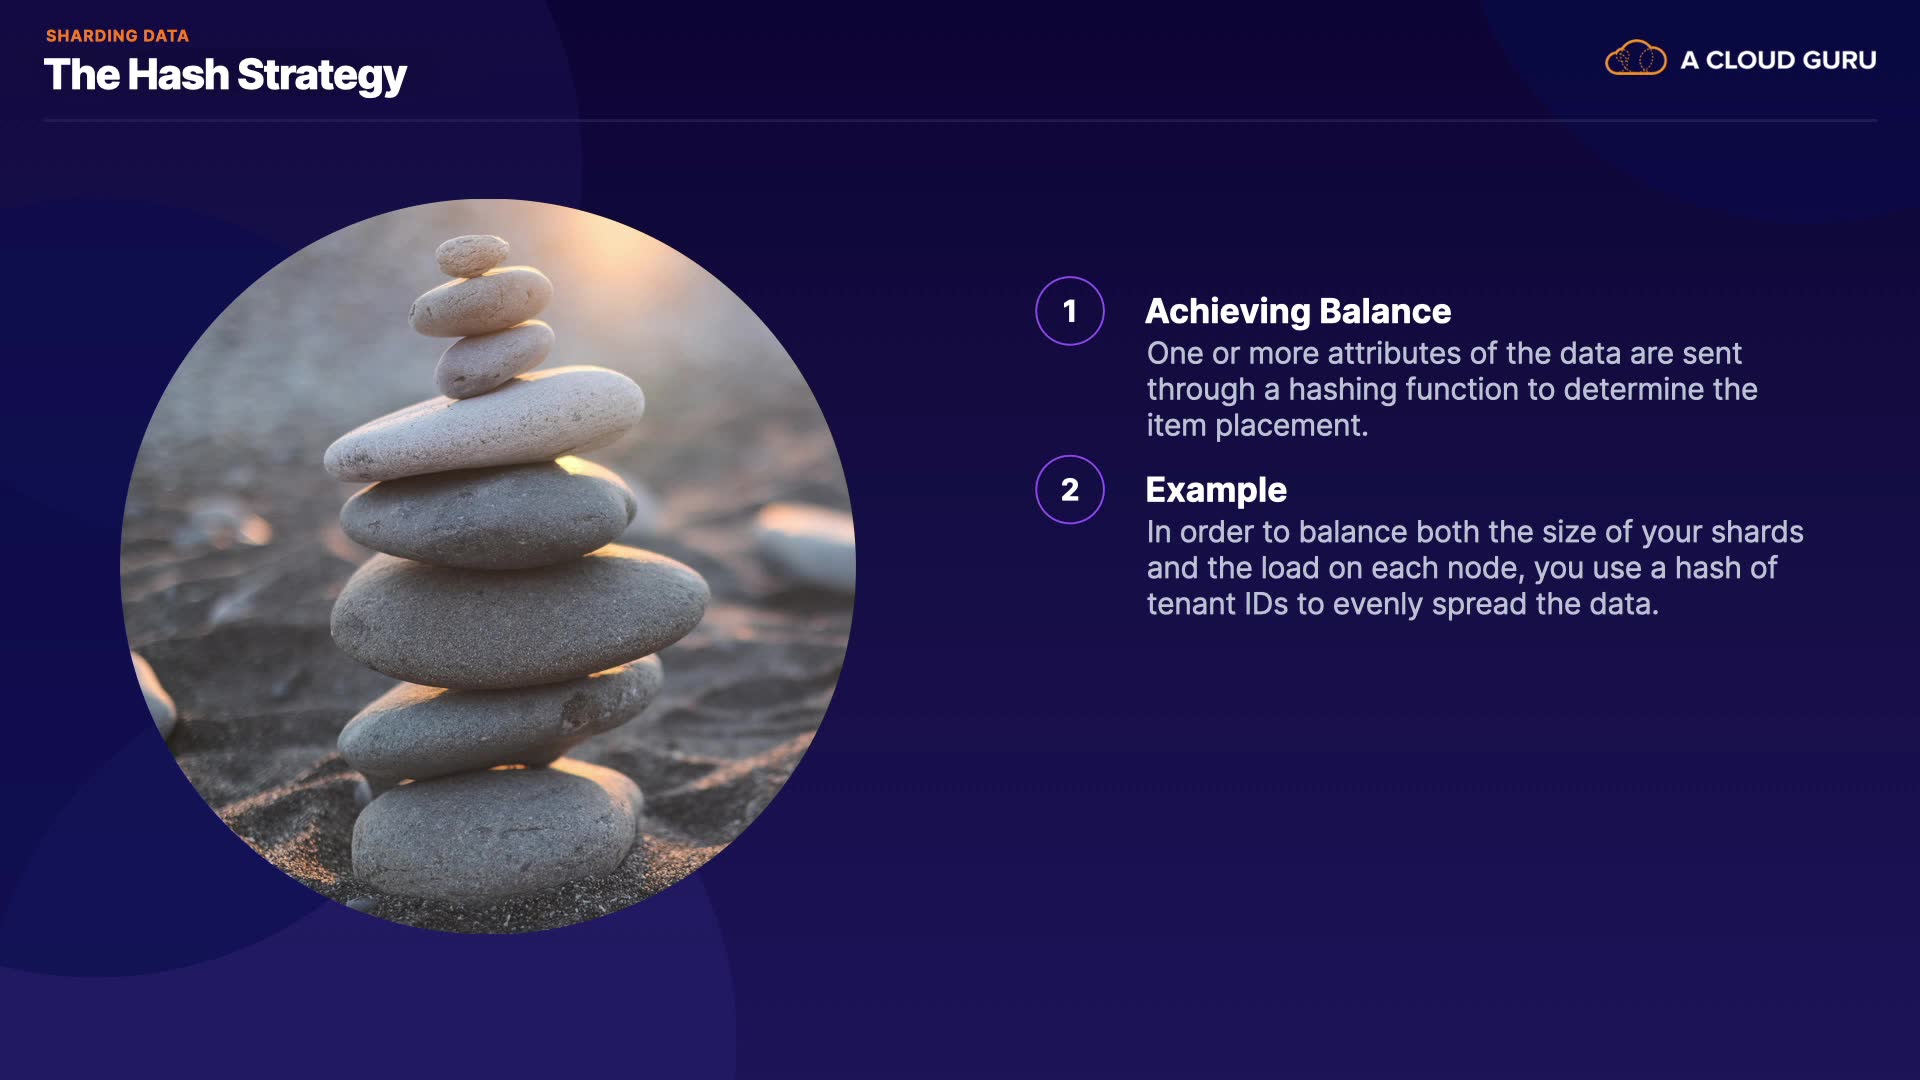 SHARDING DATA
The Hash Strategy
A CLOUD GURU
1
Achieving Balance
One or more attributes of the data are sent
through a hashing function to determine the
item placement.
2
Example
In order to balance both the size of your shards
and the load on each node, you use a hash of
tenant IDs to evenly spread the data.